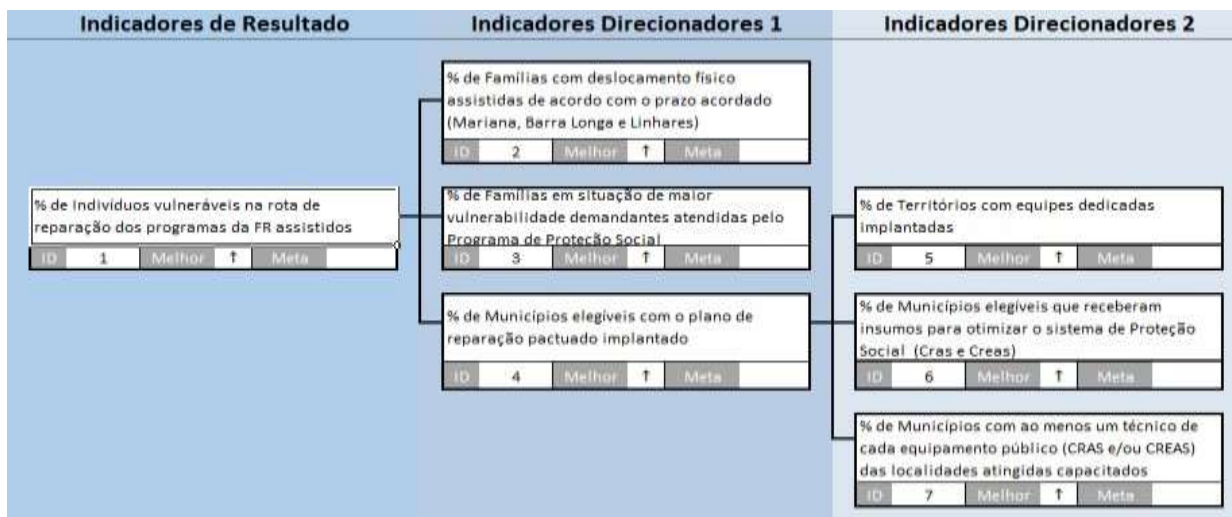 Indicadores de Resultado
Indicadores Direcionadores 1
Indicadores Direcionadores 2
% de Indivíduos vulneráveis na rota de
reparação dos programas da FR assistidos
ID 1 Melhor ↑ Meta
% de Famílias com deslocamento físico
assistidas de acordo com o prazo acordado
(Mariana, Barra Longa e Linhares)
ID 2 Melhor ↑ Meta
% de Famílias em situação de maior
vulnerabilidade demandantes atendidas pelo
Programa de Proteção Social
ID 3 Melhor ↑ Meta
% de Municípios elegíveis com o plano de
reparação pactuado implantado
ID 4 Melhor ↑ Meta
% de Territórios com equipes dedicadas
implantadas
ID 5 Melhor ↑ Meta
% de Municípios elegíveis que receberam
insumos para otimizar o sistema de Proteção
Social (Cras e Creas)
ID 6 Melhor ↑ Meta
% de Municípios com ao menos um técnico de
cada equipamento público (CRAS e/ou CREAS)
das localidades atingidas capacitados
ID 7 Melhor ↑ Meta